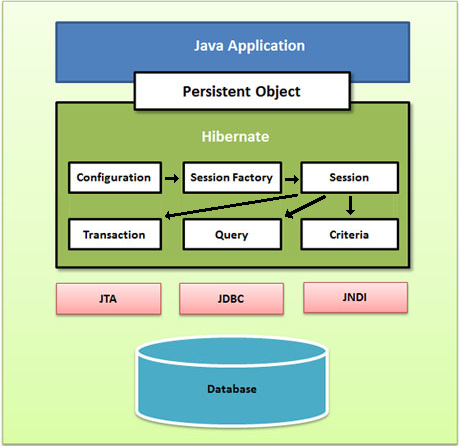 Java Application
Persistent Object
Hibernate
Configuration
Session Factory
Session
Transaction
Query
Criteria
JTA
JDBC
JNDI
Database